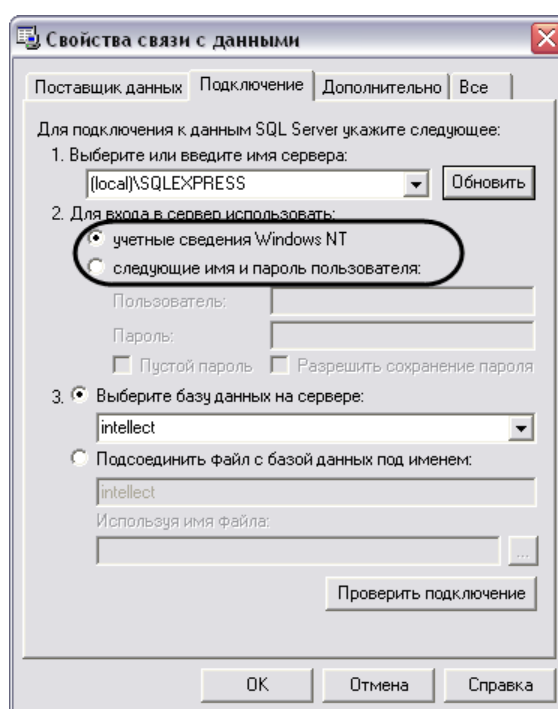 Свойства связи с данными
Поставщик данных Подключение Дополнительно Все
Для подключения к данным SQL Server укажите следующее:
1. Выберите или введите имя сервера:
(local)\SQLEXPRESS Обновить
2. Для входа в сервер использовать:
учетные сведения Windows NT
следующие имя и пароль пользователя:
Пользователь:
Пароль:
Пустой пароль Разрешить сохранение пароля
3. Выберите базу данных на сервере:
intellect
Подсоединить файл с базой данных под именем:
intellect
Используя имя файла:
...
Проверить подключение
OK Отмена Справка